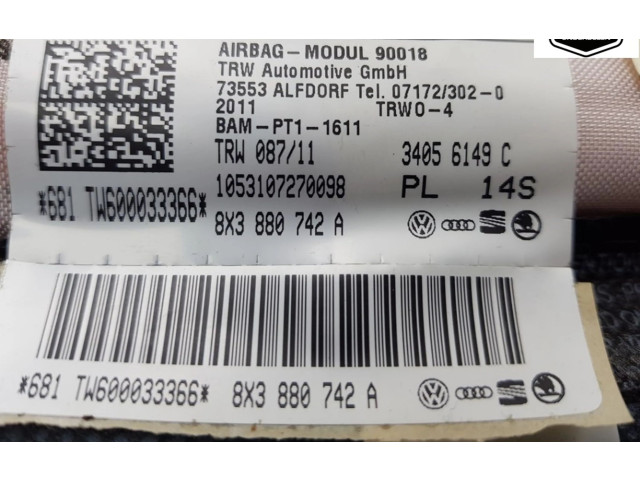 AIRBAG-MODUL 90018
TRW Automotive GmbH
73553 ALFDORF Tel. 07172/302-0
2011 TRWO-4
BAM-PT1-1611
TRW 087/11 3405 6149 C
1053107270098 PL 14S
*681 TW600033366* 8X3 880 742 A
*681 TW600033366* 8X3 880 742 A